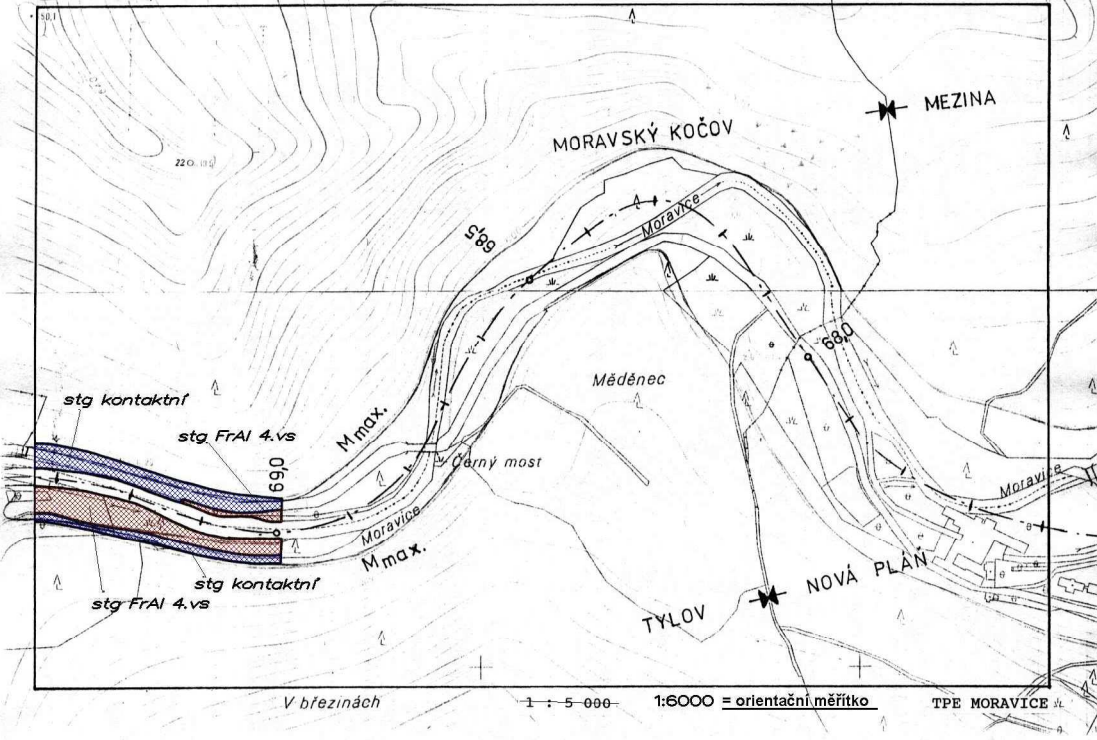 MEZINA
MORAVSKÝ KOČOV
Moravice
68,5
68,0
Měděnec
stg kontaktní
stg FrAl 4.vs
69,0
M max.
Černý most
Moravice
Moravice
M max.
stg kontaktní
stg FrAl 4.vs
NOVÁ PLÁŇ
TYLOV
V březinách
1 : 5 000
1:6000 = orientační měřítko
TPE MORAVICE